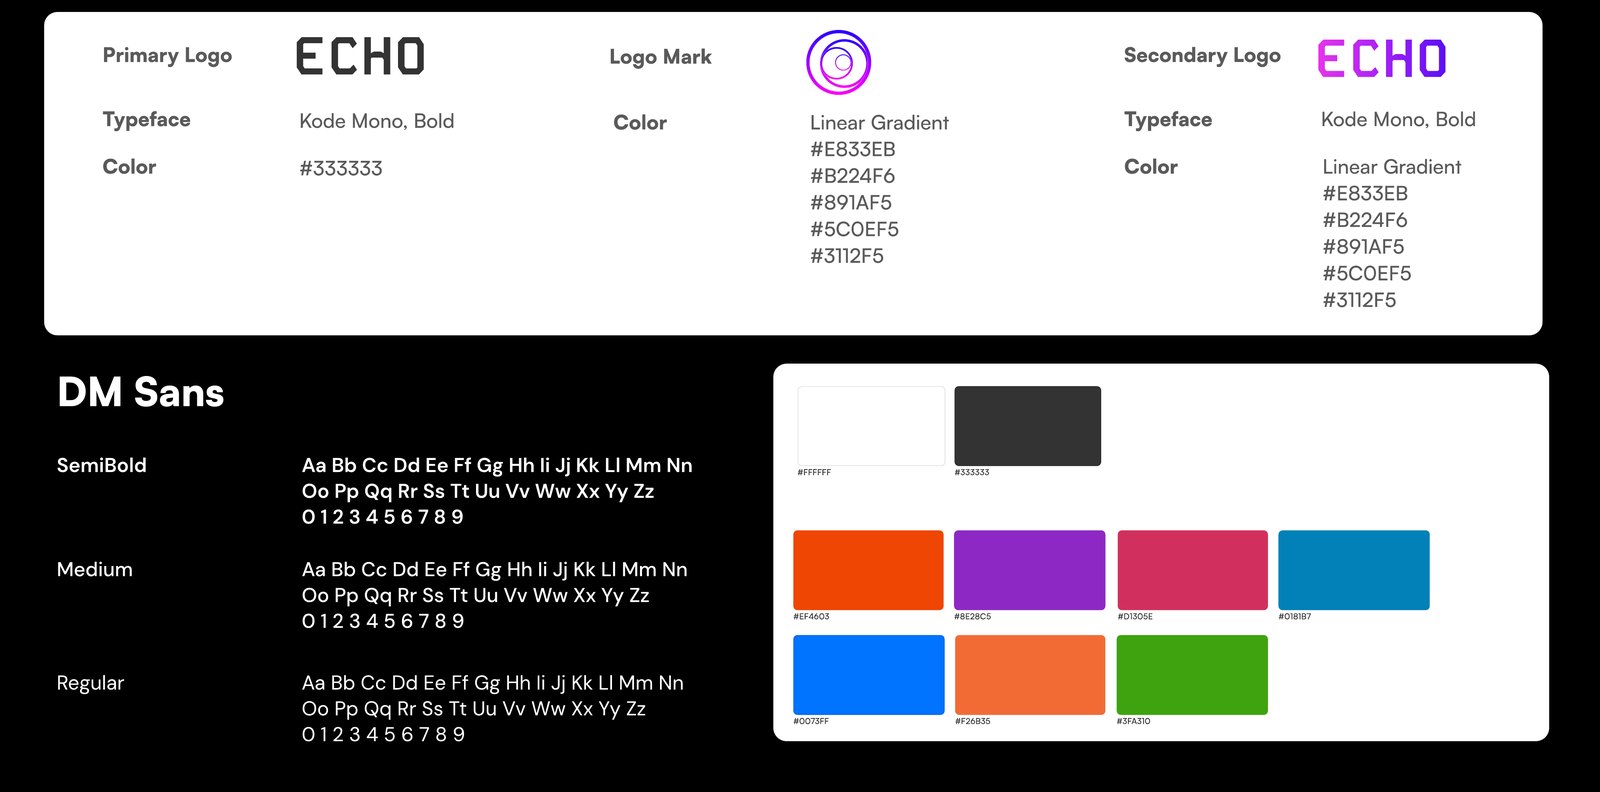 Primary Logo
ECHO
Typeface
Kode Mono, Bold
Color
#333333
Logo Mark
Color
Linear Gradient
#E833EB
#B224F6
#891AF5
#5C0EF5
#3112F5
Secondary Logo
ECHO
Typeface
Kode Mono, Bold
Color
Linear Gradient
#E833EB
#B224F6
#891AF5
#5C0EF5
#3112F5
DM Sans
SemiBold
Aa Bb Cc Dd Ee Ff Gg Hh Ii Jj Kk Ll Mm Nn
Oo Pp Qq Rr Ss Tt Uu Vv Ww Xx Yy Zz
0 1 2 3 4 5 6 7 8 9
Medium
Aa Bb Cc Dd Ee Ff Gg Hh Ii Jj Kk Ll Mm Nn
Oo Pp Qq Rr Ss Tt Uu Vv Ww Xx Yy Zz
0 1 2 3 4 5 6 7 8 9
Regular
Aa Bb Cc Dd Ee Ff Gg Hh Ii Jj Kk Ll Mm Nn
Oo Pp Qq Rr Ss Tt Uu Vv Ww Xx Yy Zz
0 1 2 3 4 5 6 7 8 9
#FFFFFF
#333333
#EF4603
#8E28C5
#D1305E
#0181B7
#0073FF
#F26B35
#3FA310